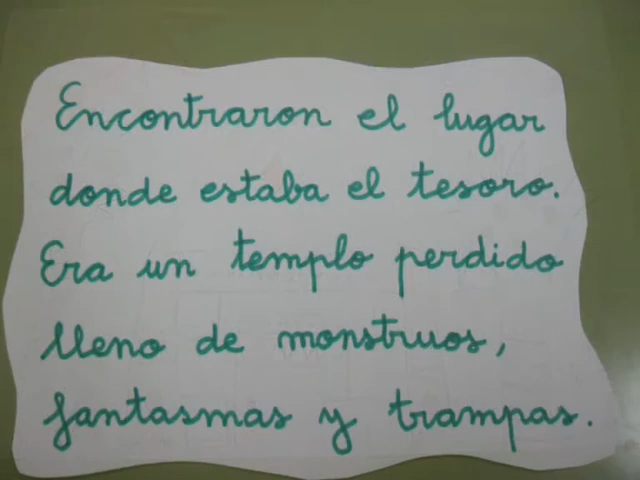 Encontraron el lugar
donde estaba el tesoro.
Era un templo perdido
lleno de monstruos,
fantasmas y trampas.